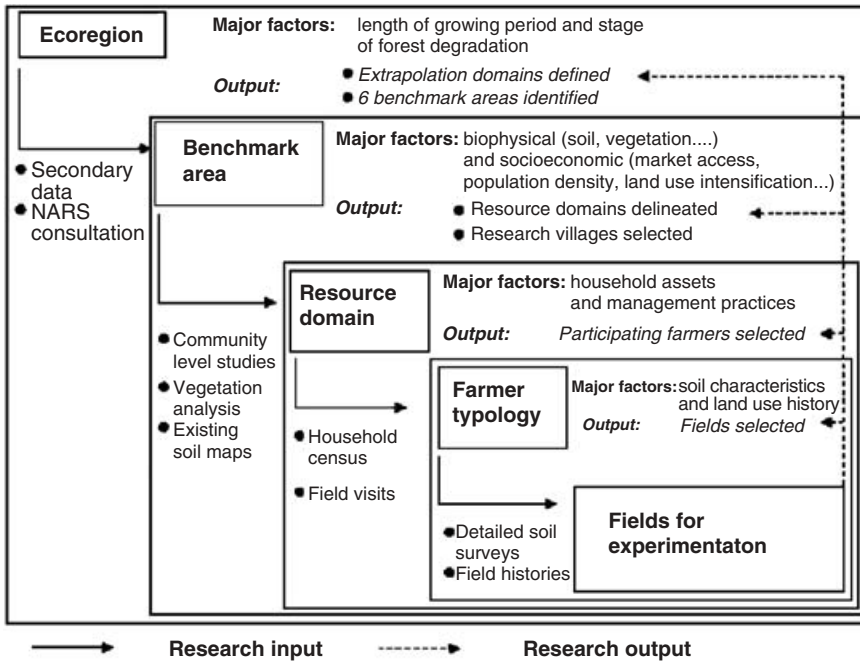 Ecoregion
Major factors: length of growing period and stage
of forest degradation
Output:
● Extrapolation domains defined
● 6 benchmark areas identified
● Secondary
data
● NARS
consultation
Benchmark
area
Major factors: biophysical (soil, vegetation....)
and socioeconomic (market access,
population density, land use intensification...)
Output:
● Resource domains delineated
● Research villages selected
● Community
level studies
● Vegetation
analysis
● Existing
soil maps
Resource
domain
Major factors: household assets
and management practices
Output: Participating farmers selected
● Household
census
● Field visits
Farmer
typology
Major factors: soil characteristics
and land use history
Output: Fields selected
● Detailed soil
surveys
● Field histories
Fields for
experimentaton
Research input
Research output